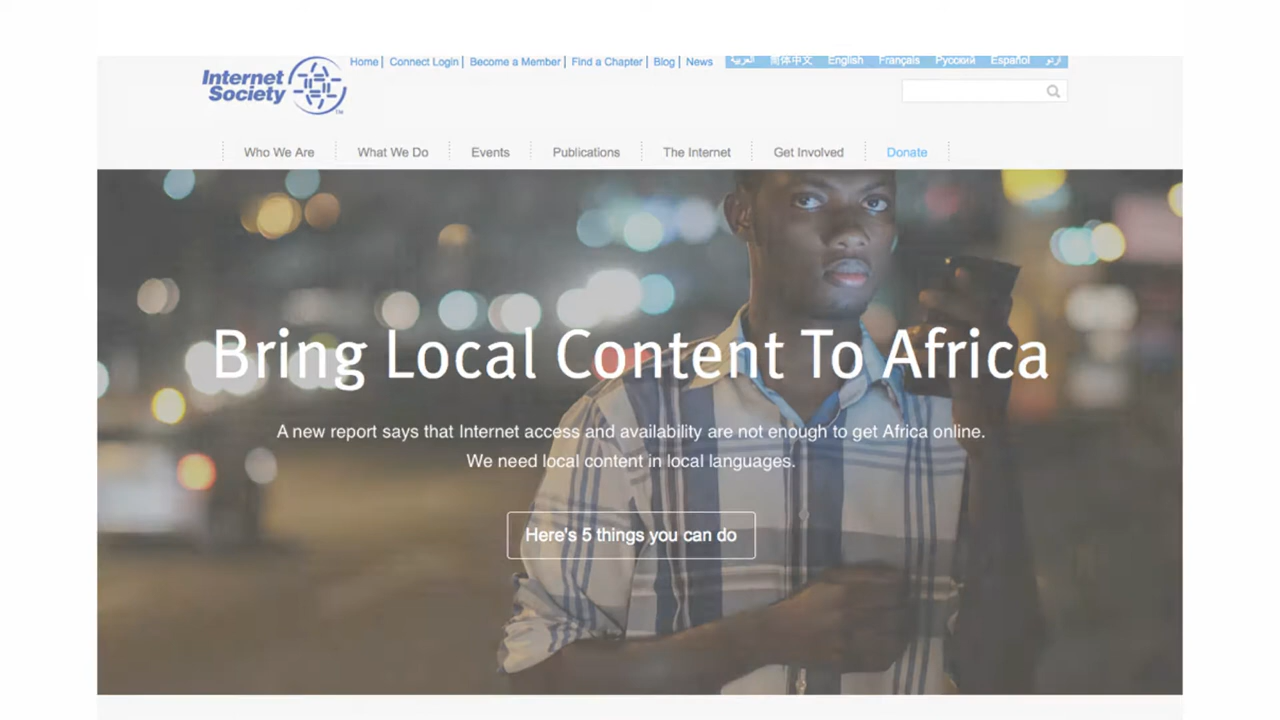 Internet
Society
TM
Home | Connect Login | Become a Member | Find a Chapter | Blog | News
العربية 简体中文 English Français Русский Español اردو
Who We Are What We Do Events Publications The Internet Get Involved Donate
Bring Local Content To Africa
A new report says that Internet access and availability are not enough to get Africa online.
We need local content in local languages.
Here's 5 things you can do